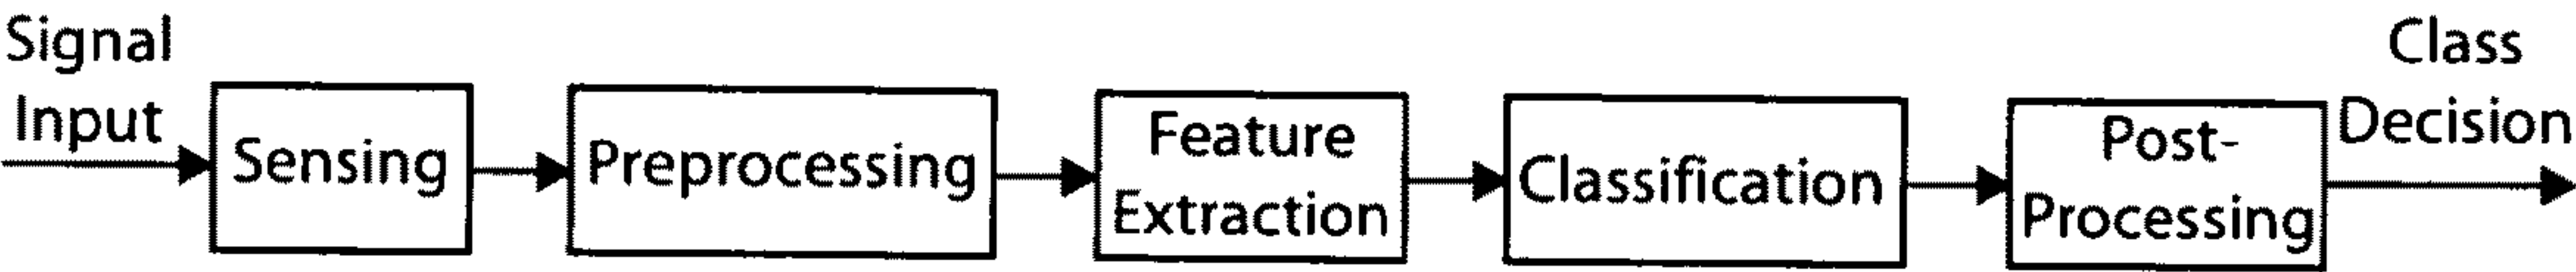 Signal
Input
Sensing
Preprocessing
Feature
Extraction
Classification
Post-
Processing
Class
Decision